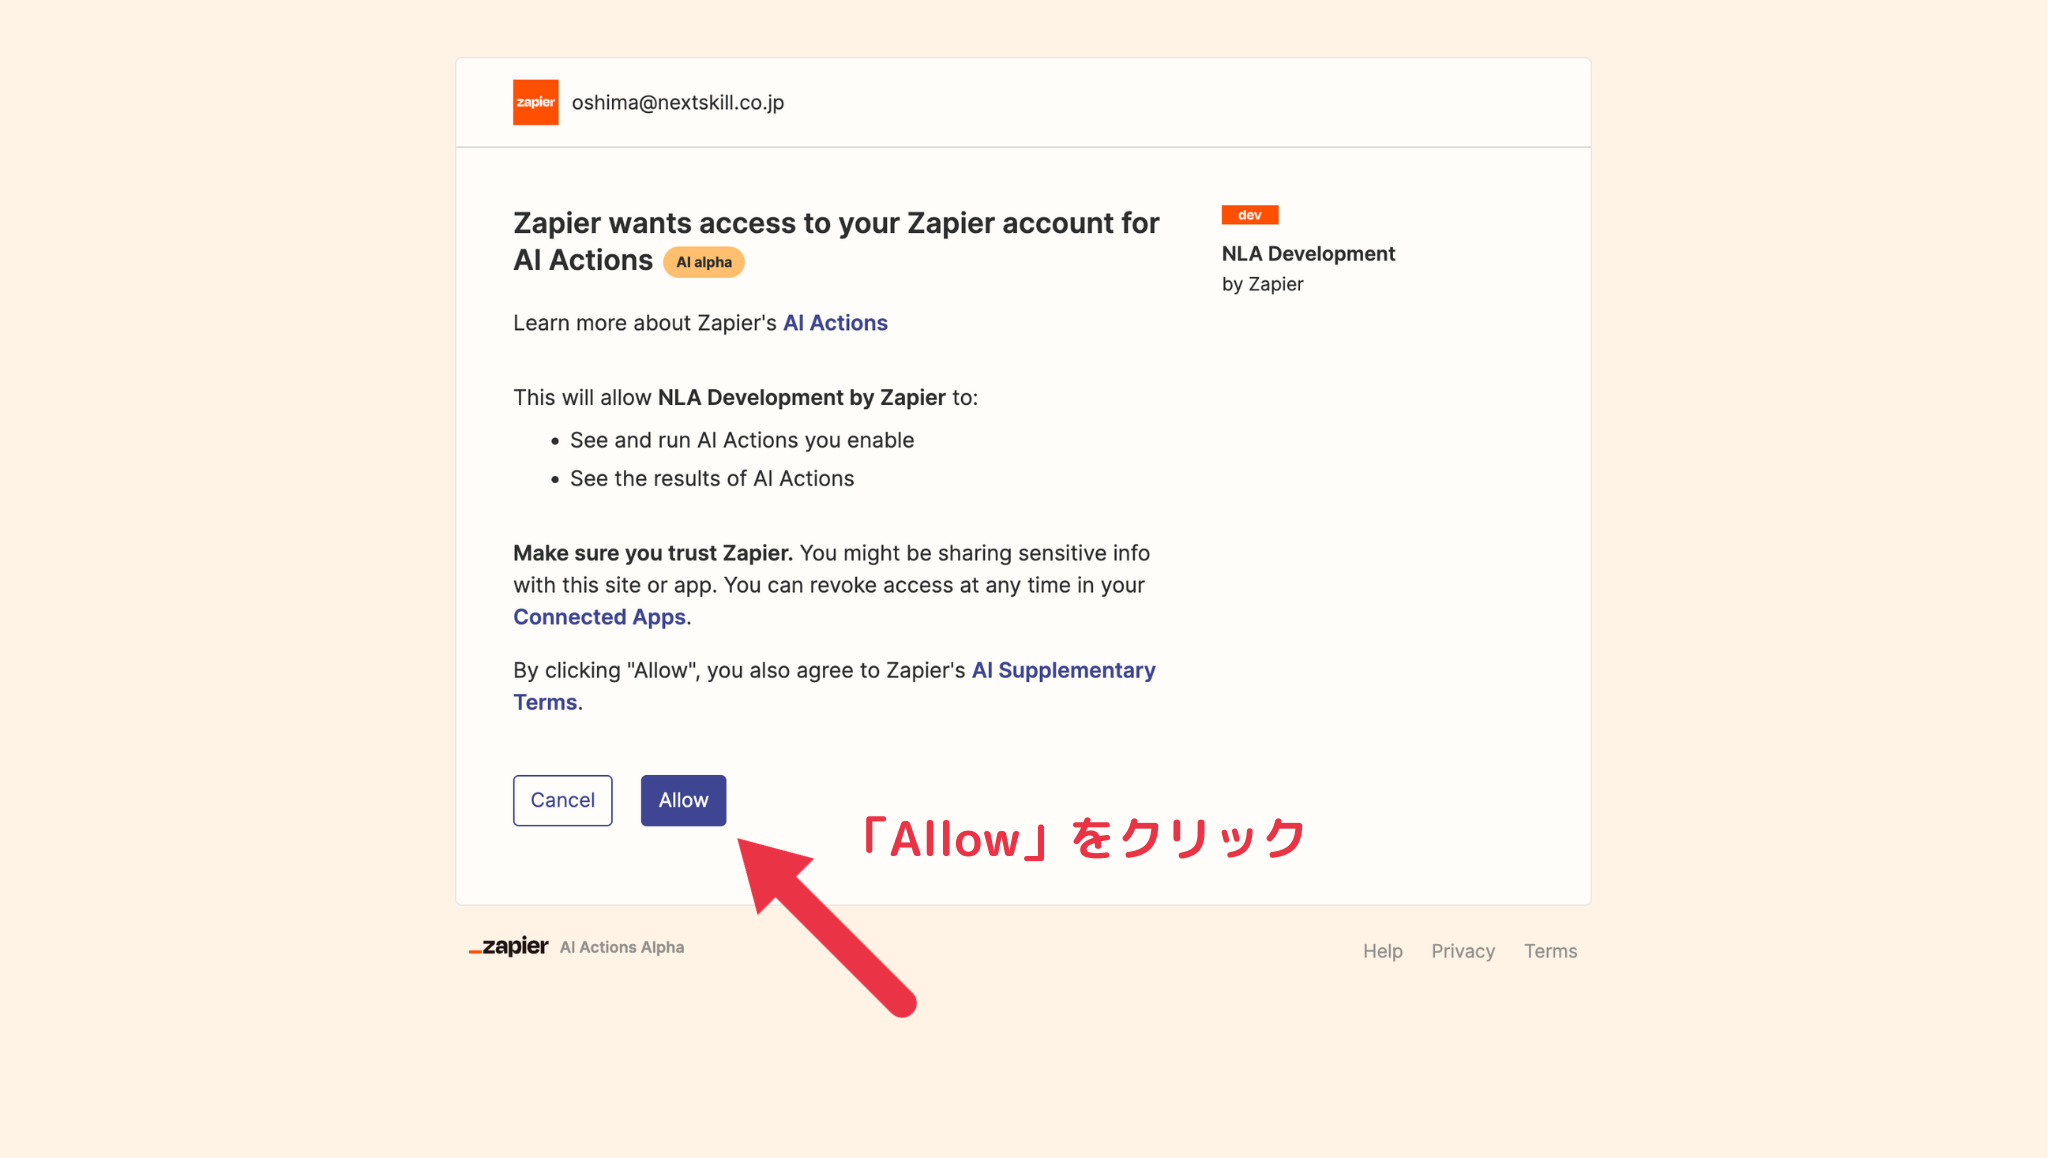 zapier
oshima@nextskill.co.jp
Zapier wants access to your Zapier account for
AI Actions AI alpha
Learn more about Zapier's AI Actions
This will allow NLA Development by Zapier to:
• See and run AI Actions you enable
• See the results of AI Actions
Make sure you trust Zapier. You might be sharing sensitive info
with this site or app. You can revoke access at any time in your
Connected Apps.
By clicking "Allow", you also agree to Zapier's AI Supplementary
Terms.
Cancel Allow
「Allow」をクリック
dev
NLA Development
by Zapier
_zapier AI Actions Alpha
Help Privacy Terms